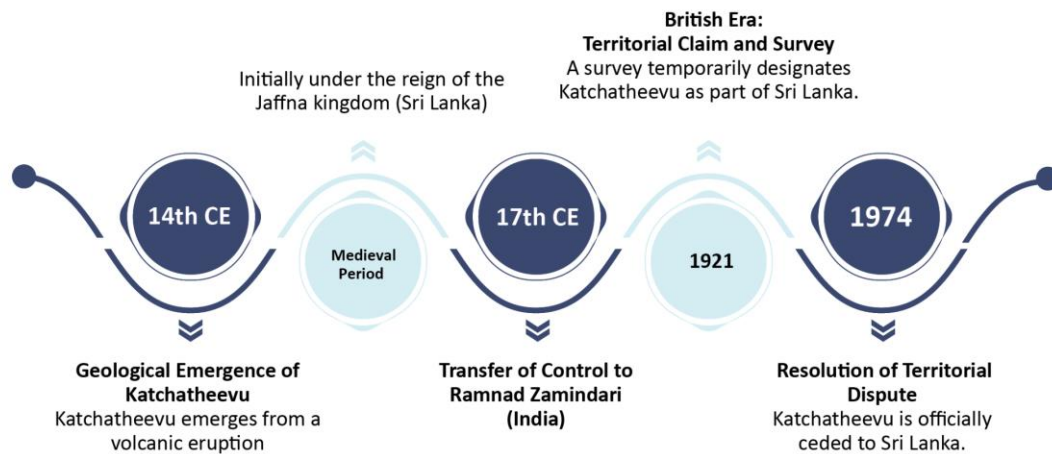 14th CE
Geological Emergence of
Katchatheevu
Katchatheevu emerges from a
volcanic eruption
Initially under the reign of the
Jaffna kingdom (Sri Lanka)
Medieval
Period
17th CE
Transfer of Control to
Ramnad Zamindari
(India)
British Era:
Territorial Claim and Survey
A survey temporarily designates
Katchatheevu as part of Sri Lanka.
1921
1974
Resolution of Territorial
Dispute
Katchatheevu is officially
ceded to Sri Lanka.